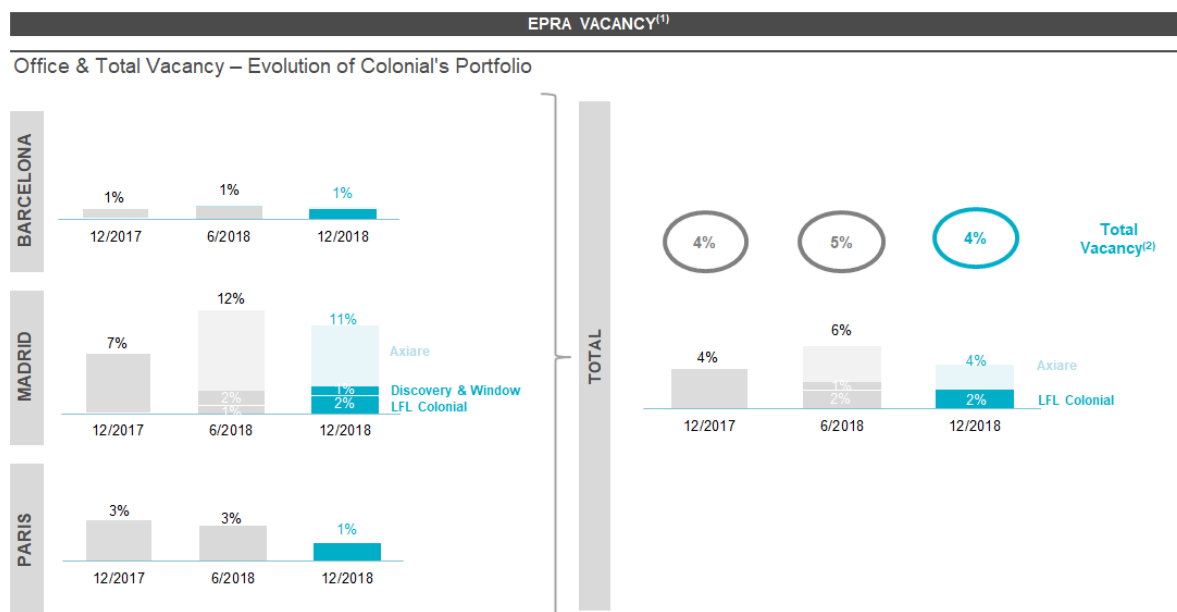 EPRA VACANCY(1)
Office & Total Vacancy – Evolution of Colonial's Portfolio
BARCELONA
1%
1%
1%
12/2017
6/2018
12/2018
MADRID
7%
12%
11%
Axiare
2%
1%
Discovery & Window
1%
2%
LFL Colonial
12/2017
6/2018
12/2018
PARIS
3%
3%
1%
12/2017
6/2018
12/2018
TOTAL
4%
5%
4%
Total
Vacancy(2)
4%
6%
4%
Axiare
1%
2%
2%
LFL Colonial
12/2017
6/2018
12/2018